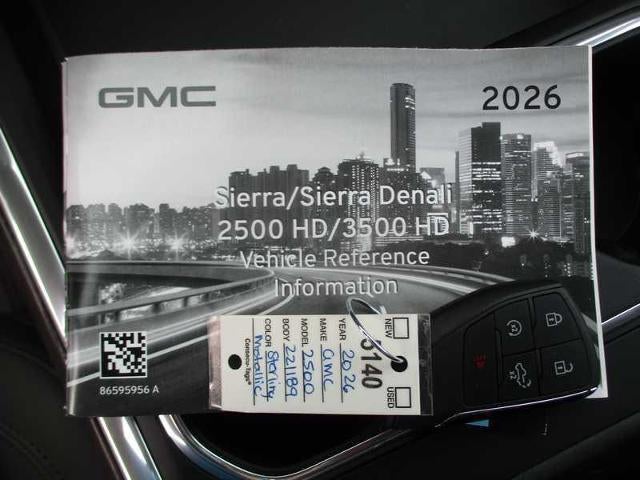 GMC
2026
Sierra/Sierra Denali
2500 HD/3500 HD
Vehicle Reference
Information
86595956 A
NEW
USED
5140
YEAR 2026
MAKE GMC
MODEL 2500
BODY 221189
COLOR Sterling
Metallic